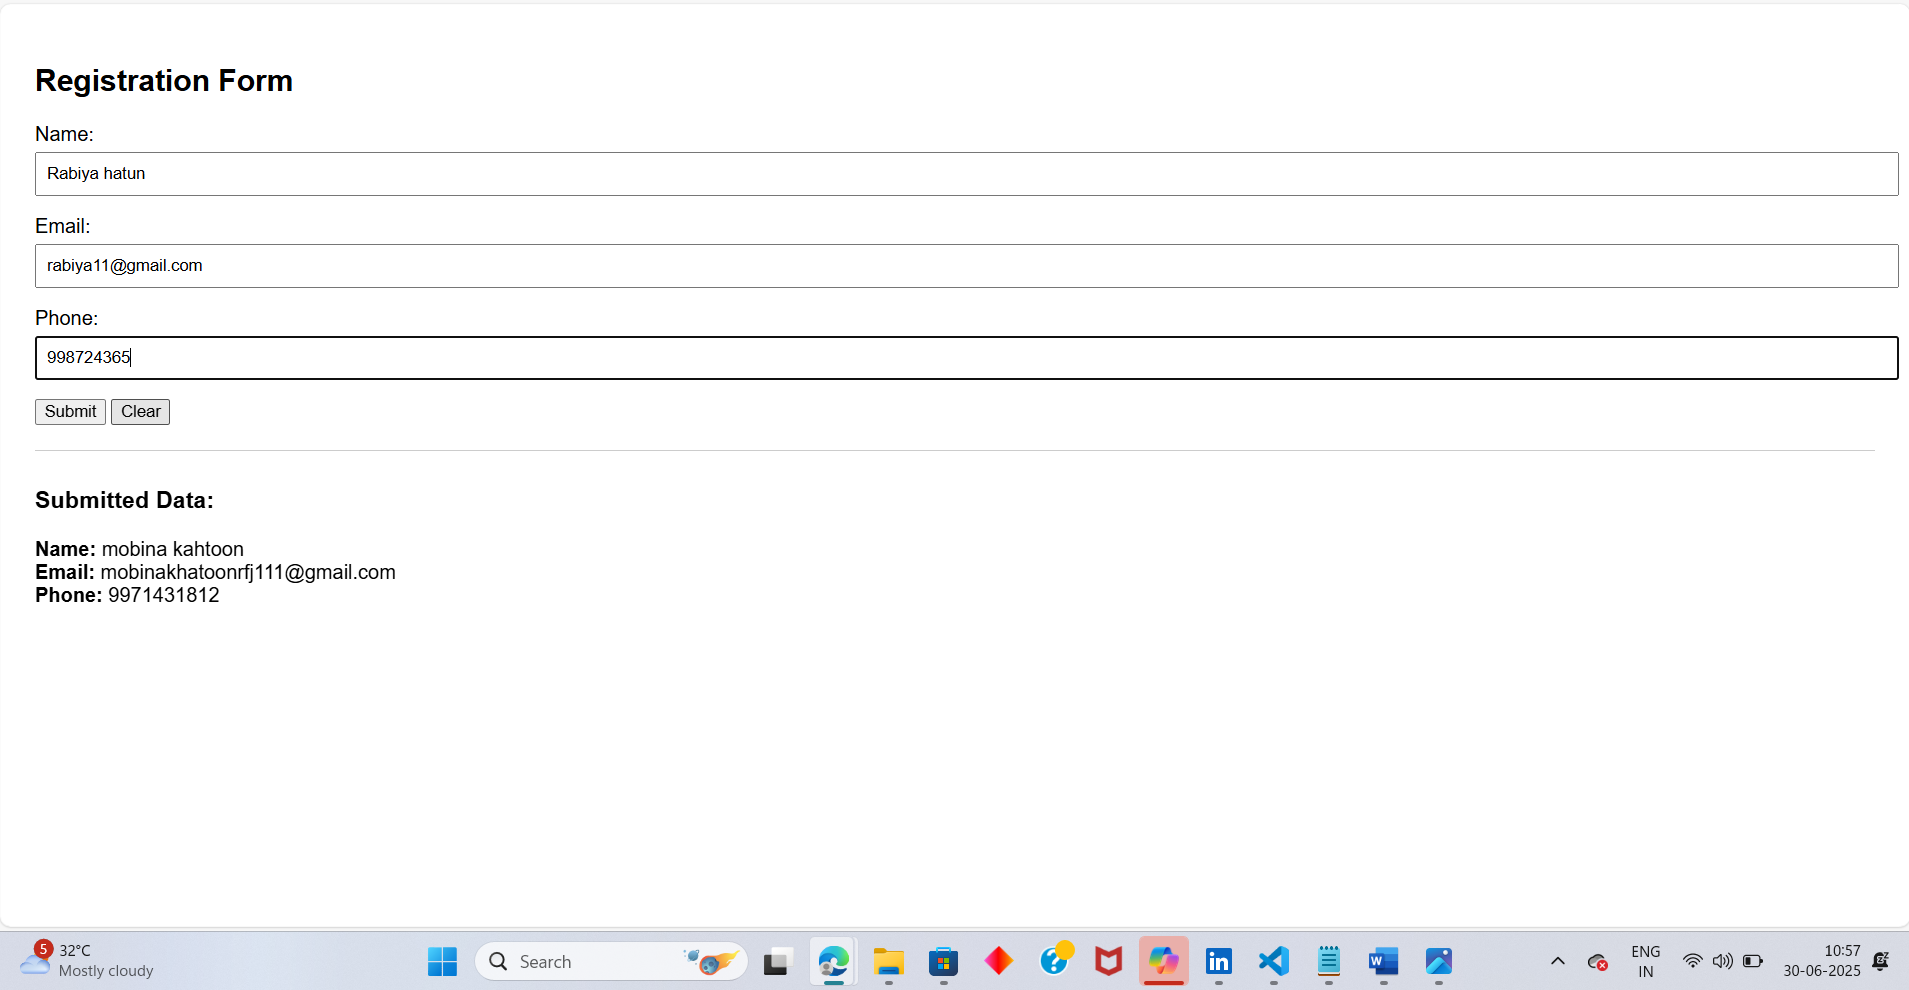 Registration Form
Name:
Rabiya hatun
Email:
rabiya11@gmail.com
Phone:
998724365
Submit Clear
Submitted Data:
Name: mobina kahtoon
Email: mobinakhatoonrfj111@gmail.com
Phone: 9971431812
5
32°C
Mostly cloudy
Search
in
W
ENG
IN
10:57
30-06-2025